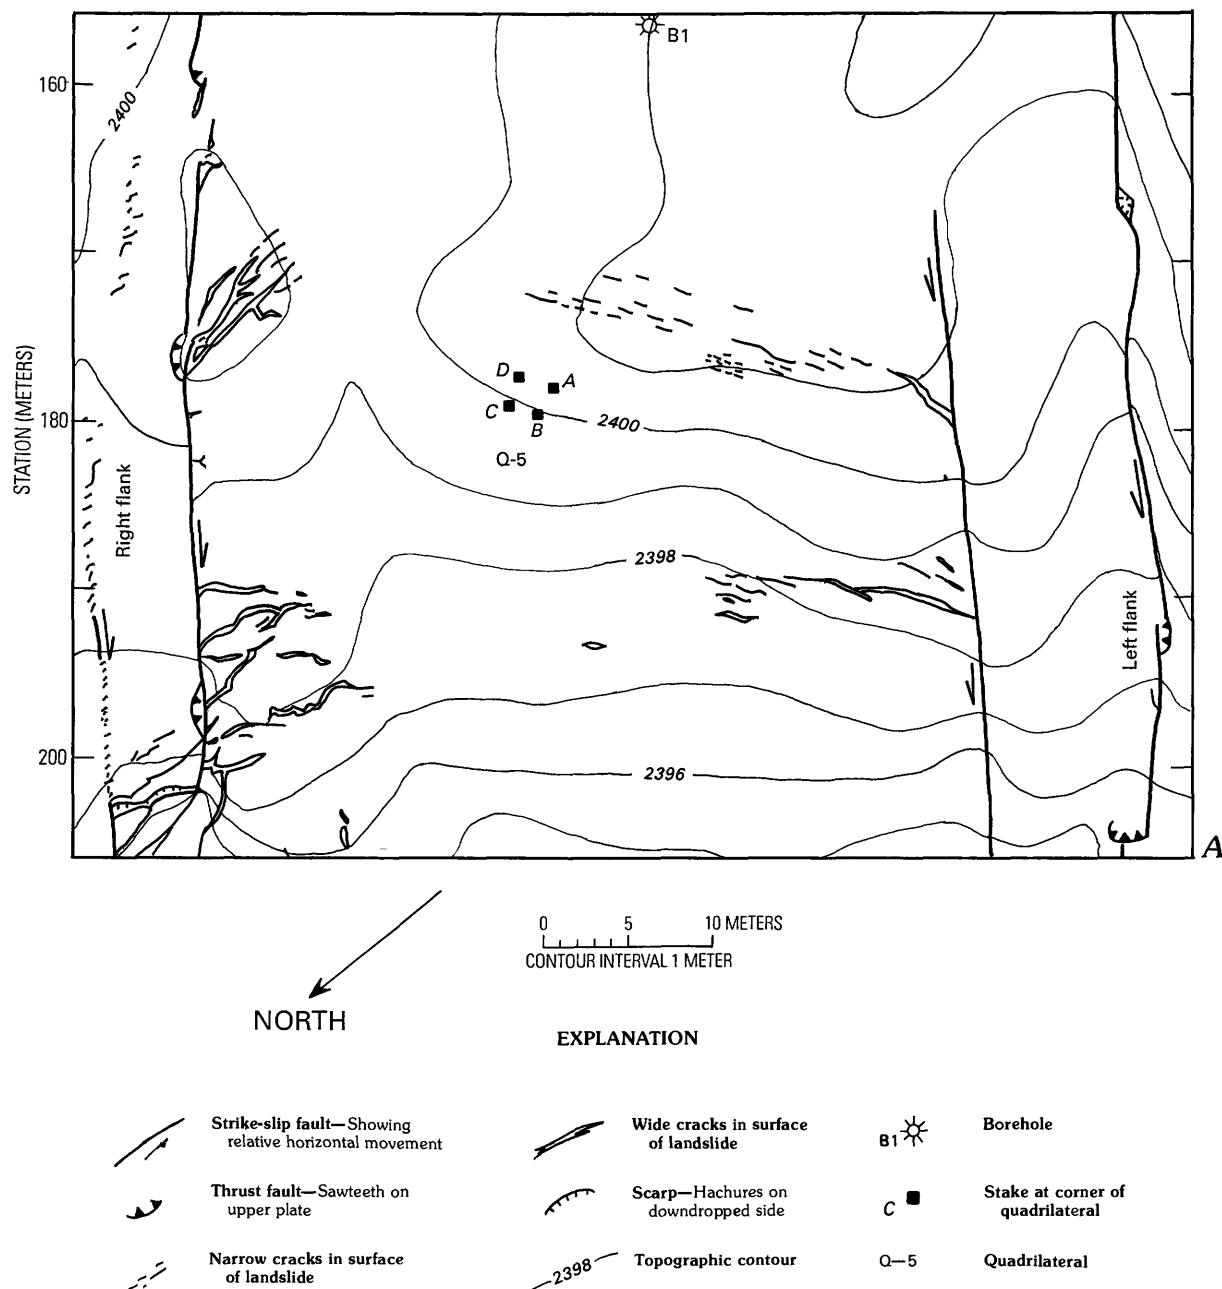 B1
160
2400
STATION (METERS)
D
A
C
B
180
2400
Q-5
Right flank
2398
Left flank
200
2396
A
0 5 10 METERS
CONTOUR INTERVAL 1 METER
NORTH
EXPLANATION
Strike-slip fault—Showing
relative horizontal movement
Thrust fault—Sawteeth on
upper plate
Narrow cracks in surface
of landslide
Wide cracks in surface
of landslide
Scarp—Hachures on
downdropped side
2398
Topographic contour
B1
Borehole
C
Stake at corner of
quadrilateral
Q—5
Quadrilateral